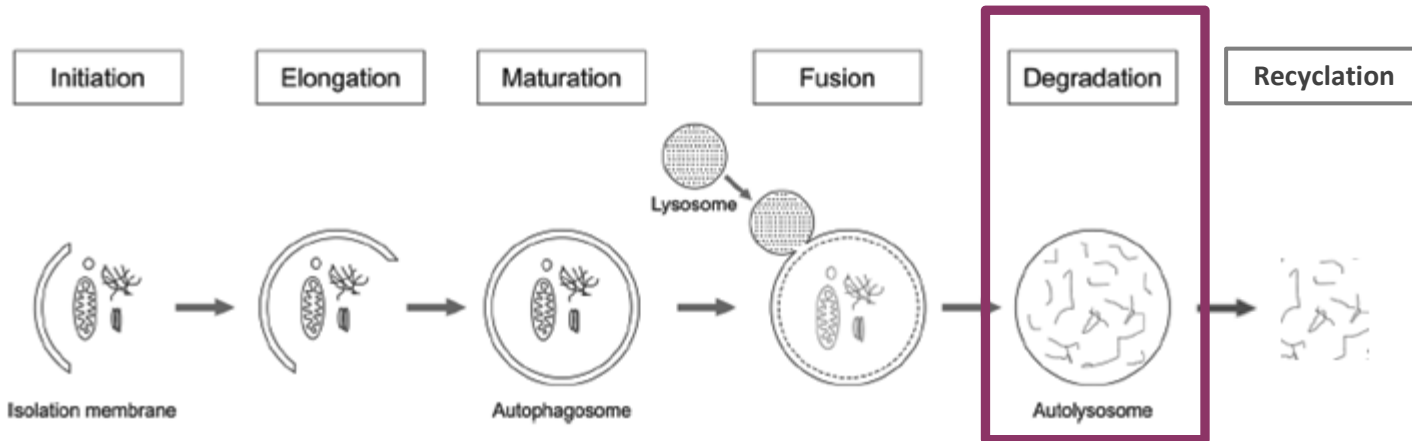 Initiation
Elongation
Maturation
Fusion
Degradation
Recyclation
Lysosome
Isolation membrane
Autophagosome
Autolysosome